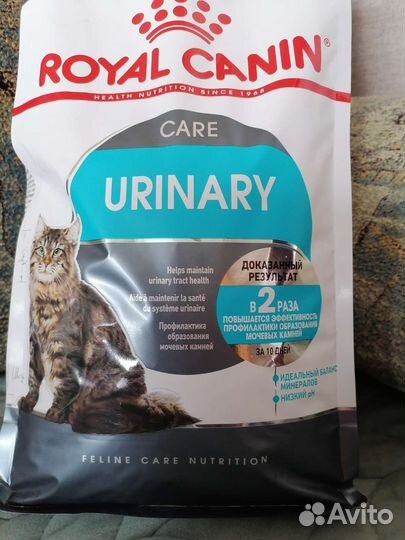 ROYAL CANIN
HEALTH NUTRITION SINCE 1968
CARE
URINARY
Helps maintain
urinary tract health
Aide à maintenir la santé
du système urinaire
Профилактика
образования
мочевых камней
ДОКАЗАННЫЙ
РЕЗУЛЬТАТ
В 2 РАЗА
ПОВЫШАЕТСЯ ЭФФЕКТИВНОСТЬ
ПРОФИЛАКТИКИ ОБРАЗОВАНИЯ
МОЧЕВЫХ КАМНЕЙ
ЗА 10 ДНЕЙ
• ИДЕАЛЬНЫЙ БАЛАНС
МИНЕРАЛОВ
• НИЗКИЙ pH
FELINE CARE NUTRITION
Avito